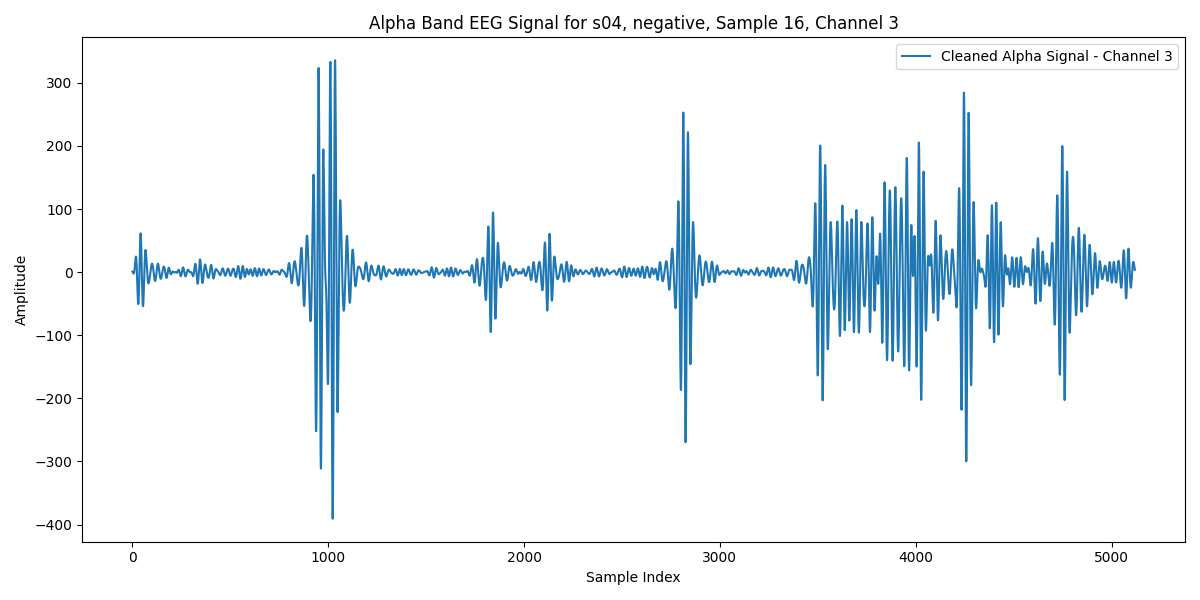 Alpha Band EEG Signal for s04, negative, Sample 16, Channel 3
Cleaned Alpha Signal - Channel 3
Amplitude
300
200
100
0
−100
−200
−300
−400
0 1000 2000 3000 4000 5000
Sample Index